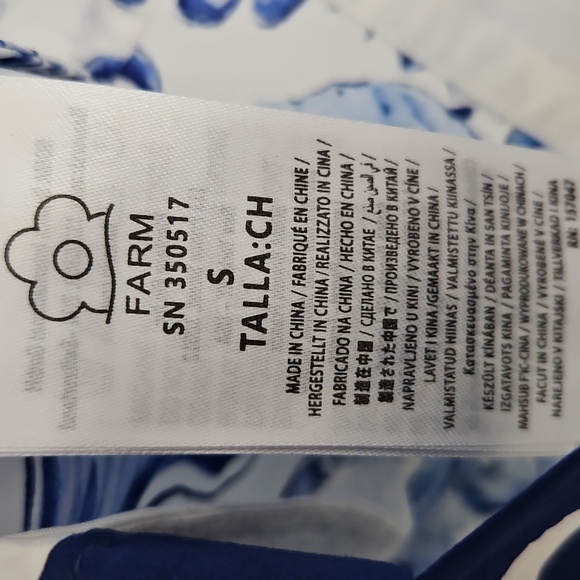 FARM
SN 350517
S
TALLA:CH
MADE IN CHINA / FABRIQUÉ EN CHINE /
HERGESTELLT IN CHINA / REALIZZATO IN CINA /
FABRICADO NA CHINA / HECHO EN CHINA /
制造在中国 / СДЕЛАНО В КИТАЕ /
製造された中国で / ПРОИЗВЕДЕНО В КИТАЙ /
NAPRAVLJENO U KINI / VYROBENO V ČÍNE /
LAVET I KINA /GEMAAKT IN CHINA /
VALMISTATUD HIINAS / VALMISTETTU KIINASSA /
Κατασκευασμένο στην Κίνα /
KÉSZÜLT KÍNÁBAN / DÉANTA IN SAN TSÍN /
IZGATAVOTS ĶĪNĀ / PAGAMINTA KINIJOJE /
MAHSUB F'IĊ-ĊINA / WYPRODUKOWANE W CHINACH /
FACUT IN CHINA / VYROBENÉ V ČÍNE /
NAREJENO V KITAJSKI / TILLVERKAD I KINA
RN: 157047